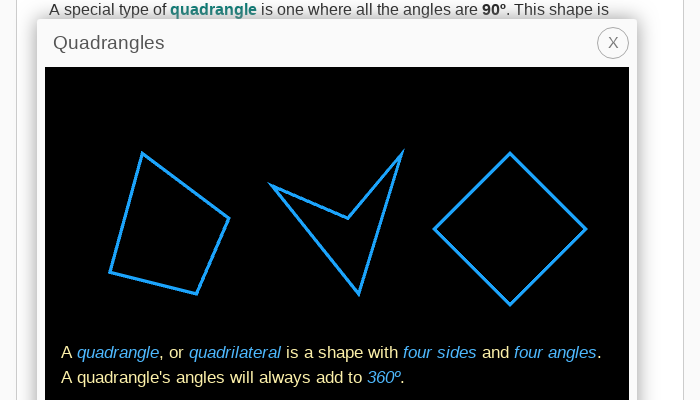 A special type of quadrangle is one where all the angles are 90º. This shape is
Quadrangles
X
A quadrangle, or quadrilateral is a shape with four sides and four angles.
A quadrangle's angles will always add to 360º.